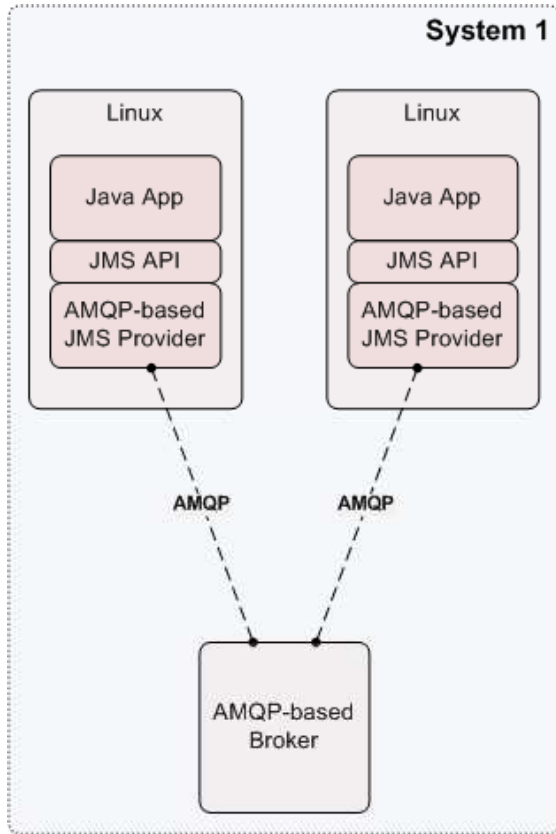 System 1
Linux
Java App
JMS API
AMQP-based
JMS Provider
Linux
Java App
JMS API
AMQP-based
JMS Provider
AMQP
AMQP
AMQP-based
Broker